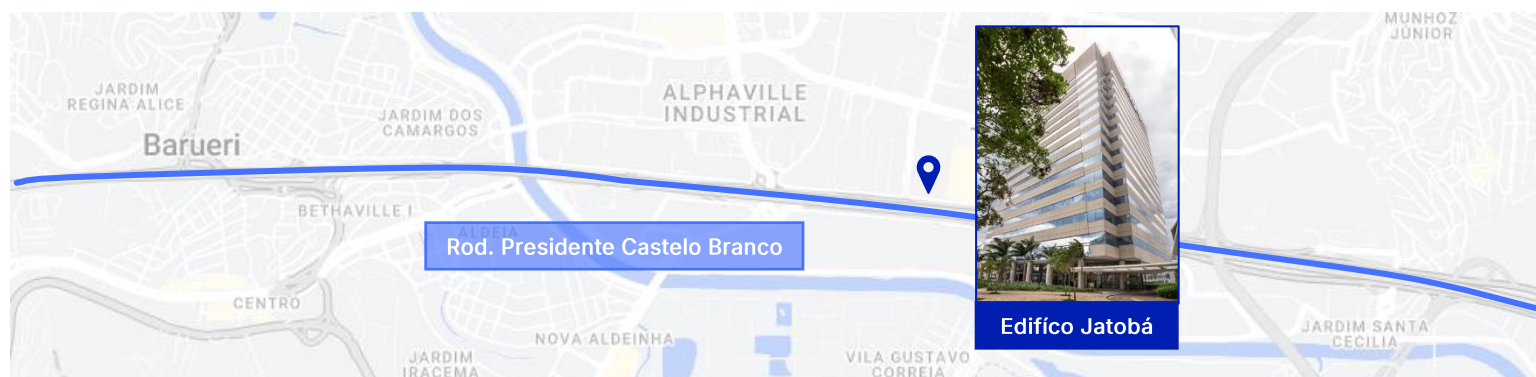 MUNHOZ
JÚNIOR
JARDIM
REGINA ALICE
ALPHAVILLE
INDUSTRIAL
JARDIM DOS
CAMARGOS
Barueri
BETHAVILLE I
ALDEIA
Rod. Presidente Castelo Branco
CENTRO
Edifíco Jatobá
JARDIM SANTA
CECILIA
NOVA ALDEINHA
JARDIM
IRACEMA
VILA GUSTAVO
CORREIA